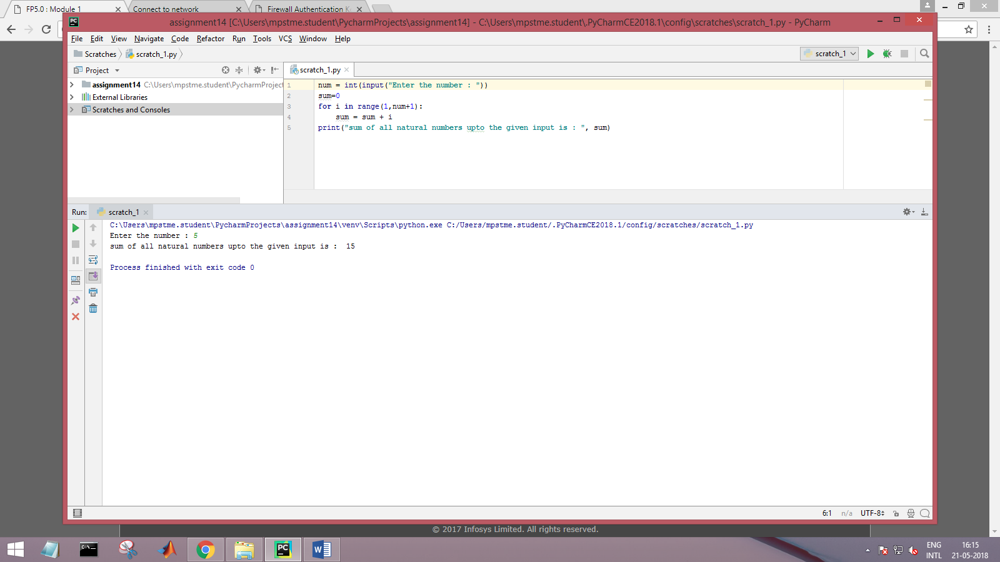 FP5.0 : Module 1
Connect to network
Firewall Authentication
assignment14 [C:\Users\mpstme.student\PycharmProjects\assignment14] - C:\Users\mpstme.student\.PyCharmCE2018.1\config\scratches\scratch_1.py - PyCharm
File Edit View Navigate Code Refactor Run Tools VCS Window Help
Scratches scratch_1.py
scratch_1
Project
scratch_1.py
assignment14 C:\Users\mpstme.student\PycharmProject
External Libraries
Scratches and Consoles
1 num = int(input("Enter the number : "))
2 sum=0
3 for i in range(1,num+1):
4 sum = sum + i
5 print("sum of all natural numbers upto the given input is : ", sum)
Run: scratch_1
C:\Users\mpstme.student\PycharmProjects\assignment14\venv\Scripts\python.exe C:/Users/mpstme.student/.PyCharmCE2018.1/config/scratches/scratch_1.py
Enter the number : 5
sum of all natural numbers upto the given input is :  15
Process finished with exit code 0
6:1 n/a UTF-8
© 2017 Infosys Limited. All rights reserved.
ENG 16:15
INTL 21-05-2018